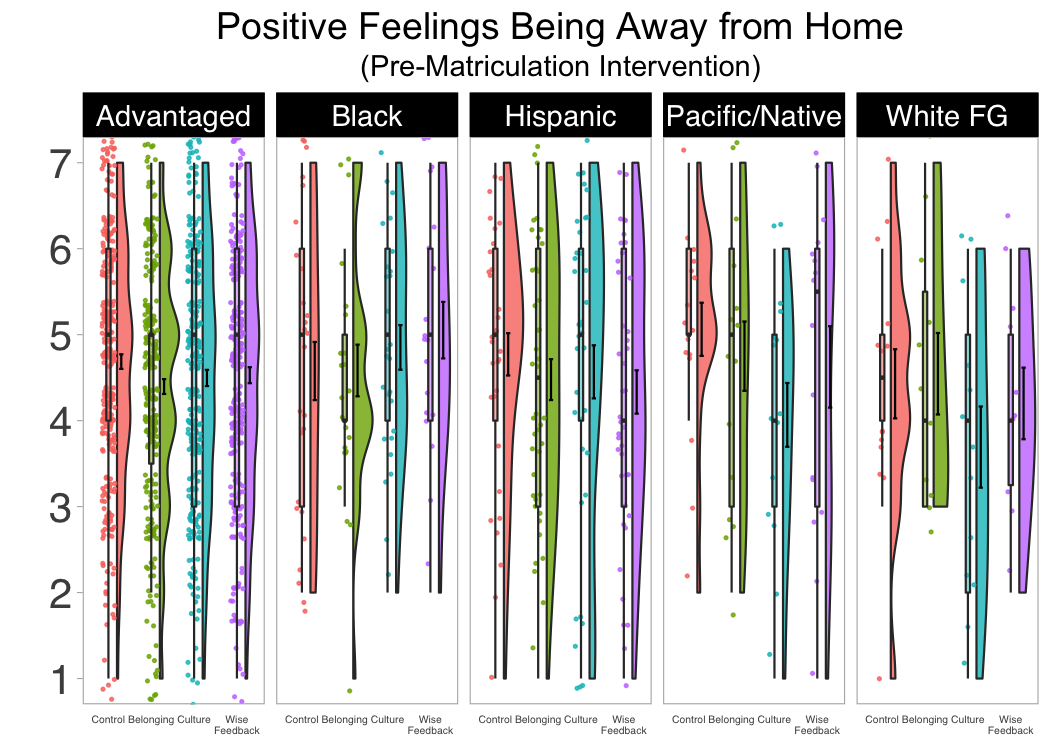 Positive Feelings Being Away from Home
(Pre-Matriculation Intervention)
Advantaged Black Hispanic Pacific/Native White FG
7
6
5
4
3
2
1
Control Belonging Culture Wise Control Belonging Culture Wise Control Belonging Culture Wise Control Belonging Culture Wise Control Belonging Culture Wise
Feedback Feedback Feedback Feedback Feedback